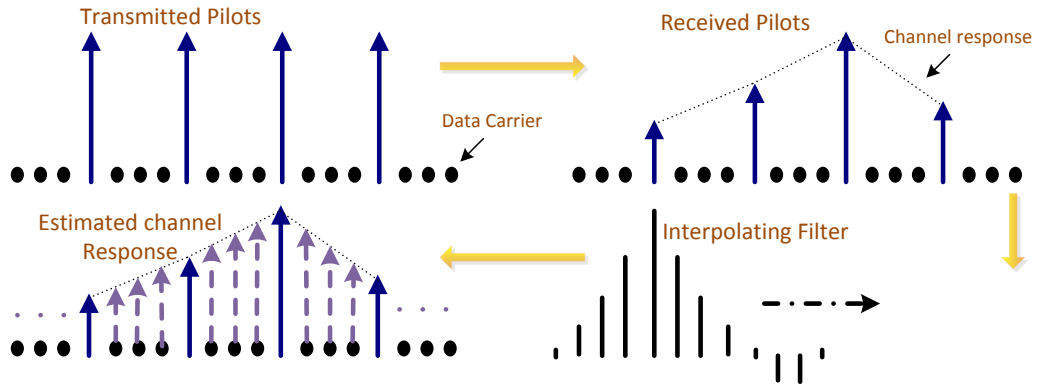 Transmitted Pilots
Received Pilots
Channel response
Data Carrier
Estimated channel
Response
Interpolating Filter